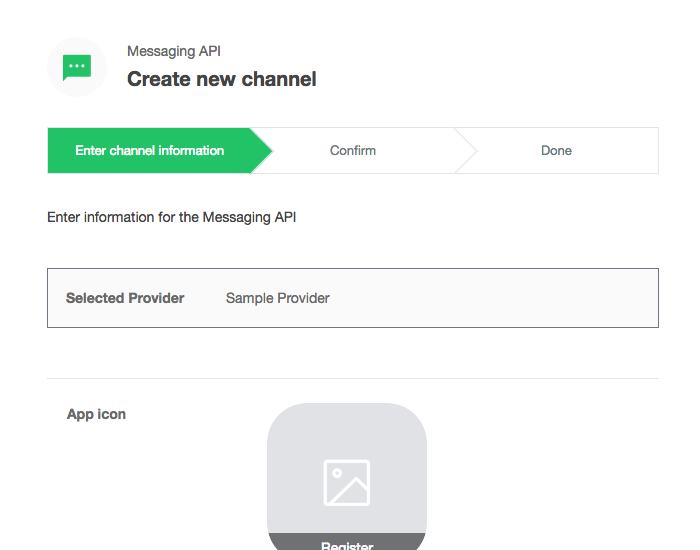 Messaging API
Create new channel
Enter channel information
Confirm
Done
Enter information for the Messaging API
Selected Provider
Sample Provider
App icon
Register